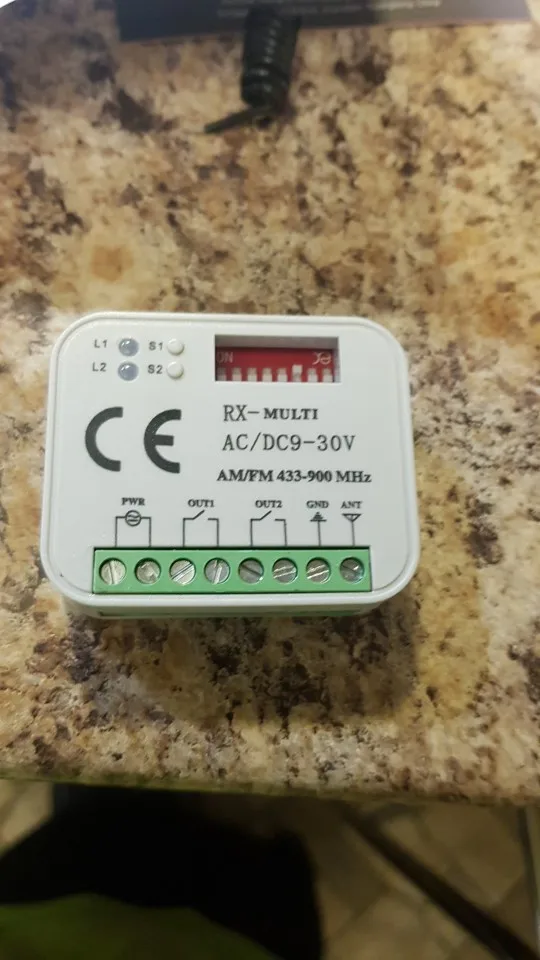 L1 S1
L2 S2
ON
CE
RX-MULTI
AC/DC9-30V
AM/FM 433-900 MHz
PWR OUT1 OUT2 GND ANT